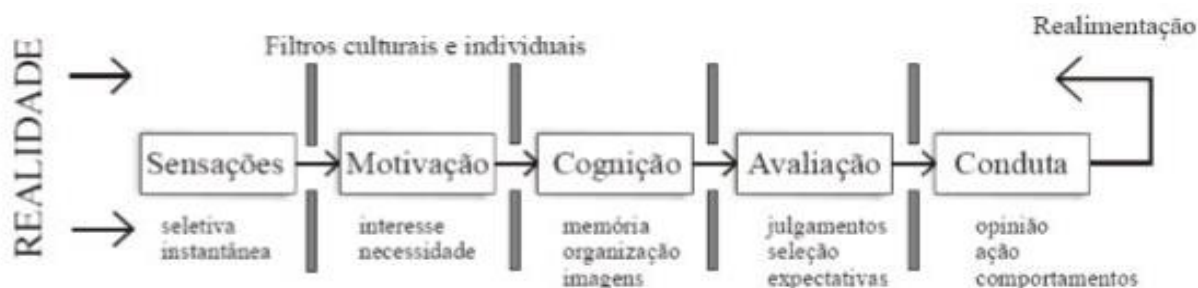 REALIDADE
Filtros culturais e individuais
Realimentação
Sensações
Motivação
Cognição
Avaliação
Conduta
seletiva
instantânea
interesse
necessidade
memória
organização
imagens
julgamentos
seleção
expectativas
opinião
ação
comportamentos